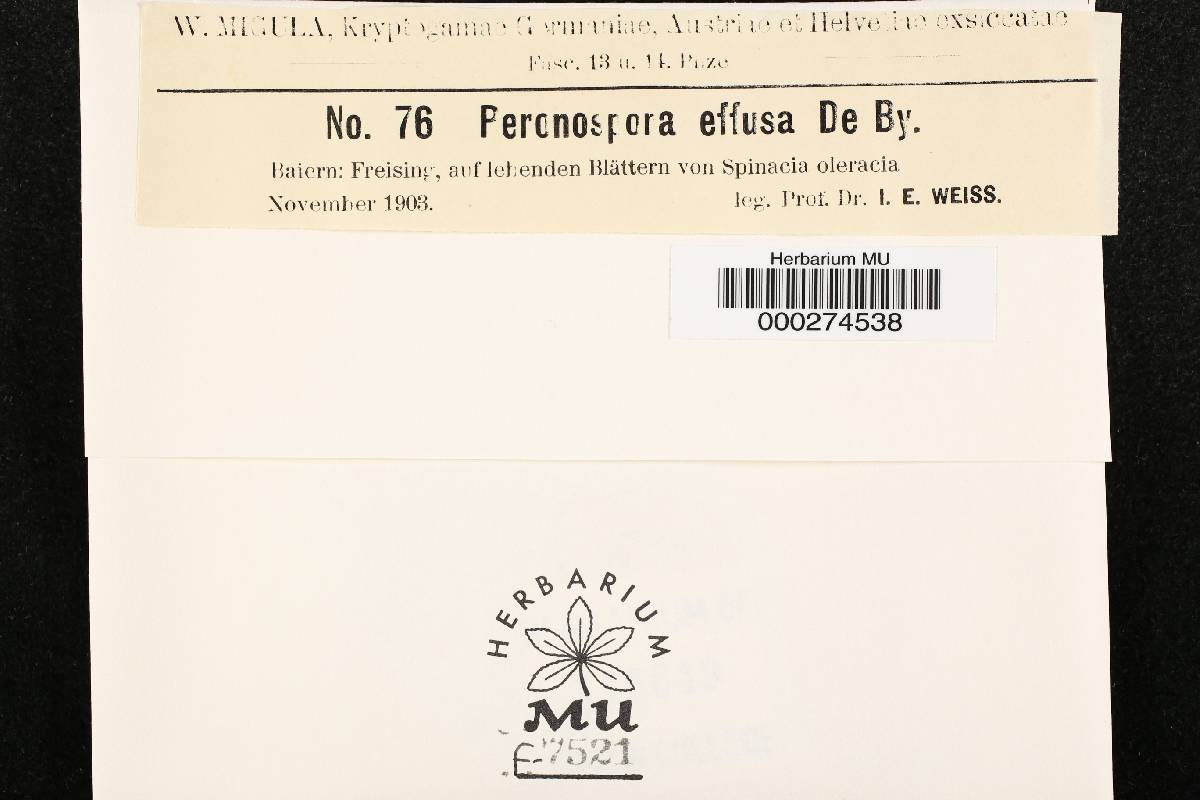 W. MIGULA, Kryptogamae Germaniae, Austriae et Helvetiae exsiccatae
Fasc. 13 u. 14. Pilze
No. 76 Peronospora effusa De By.
Baiern: Freising, auf lebenden Blättern von Spinacia oleracia
November 1903. leg. Prof. Dr. I. E. WEISS.
Herbarium MU
000274538
HERBARIUM
MU
F-7521